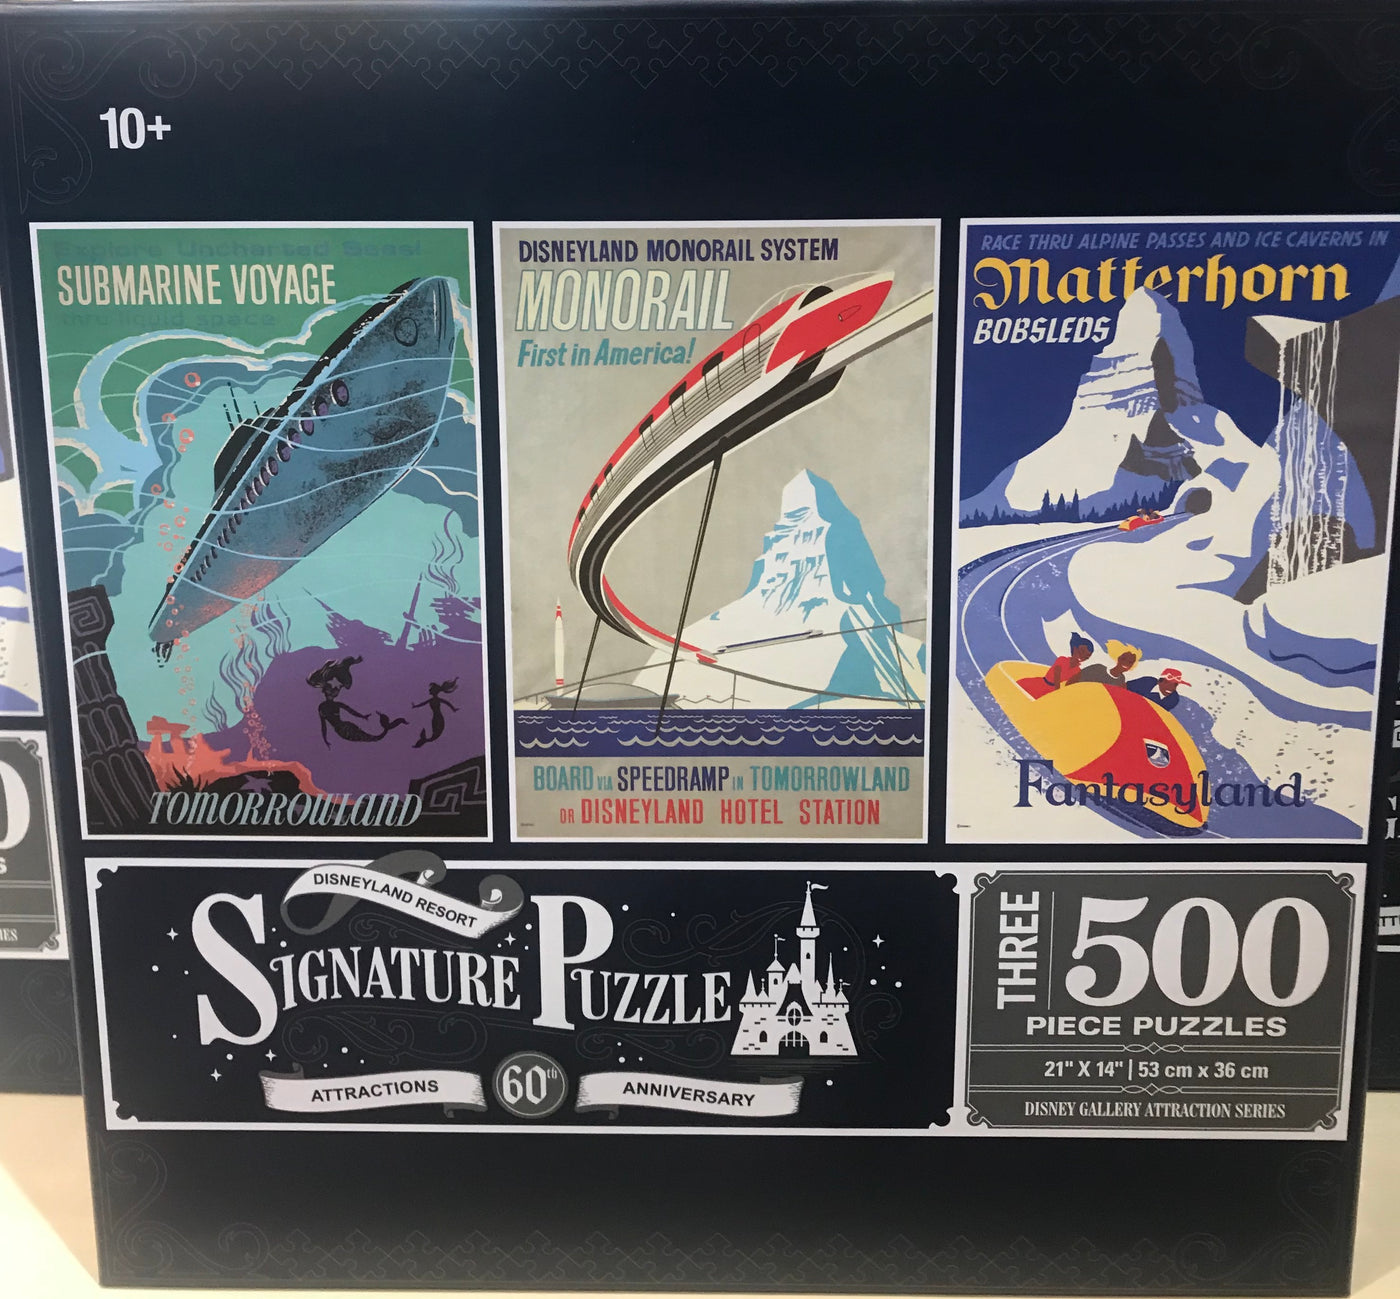 10+
Explore Uncharted Seas!
SUBMARINE VOYAGE
thru liquid space
TOMORROWLAND
DISNEYLAND MONORAIL SYSTEM
MONORAIL
First in America!
BOARD VIA SPEEDRAMP IN TOMORROWLAND
OR DISNEYLAND HOTEL STATION
RACE THRU ALPINE PASSES AND ICE CAVERNS IN
Matterhorn
BOBSLEDS
Fantasyland
DISNEYLAND RESORT
SIGNATURE PUZZLE
ATTRACTIONS 60th ANNIVERSARY
THREE 500
PIECE PUZZLES
21" X 14" | 53 cm x 36 cm
DISNEY GALLERY ATTRACTION SERIES